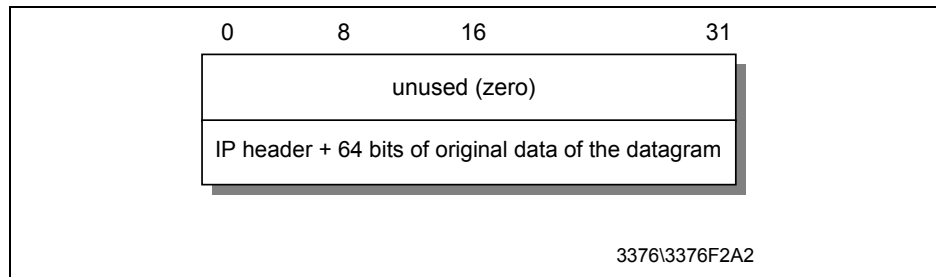 0 8 16 31
unused (zero)
IP header + 64 bits of original data of the datagram
3376\3376F2A2